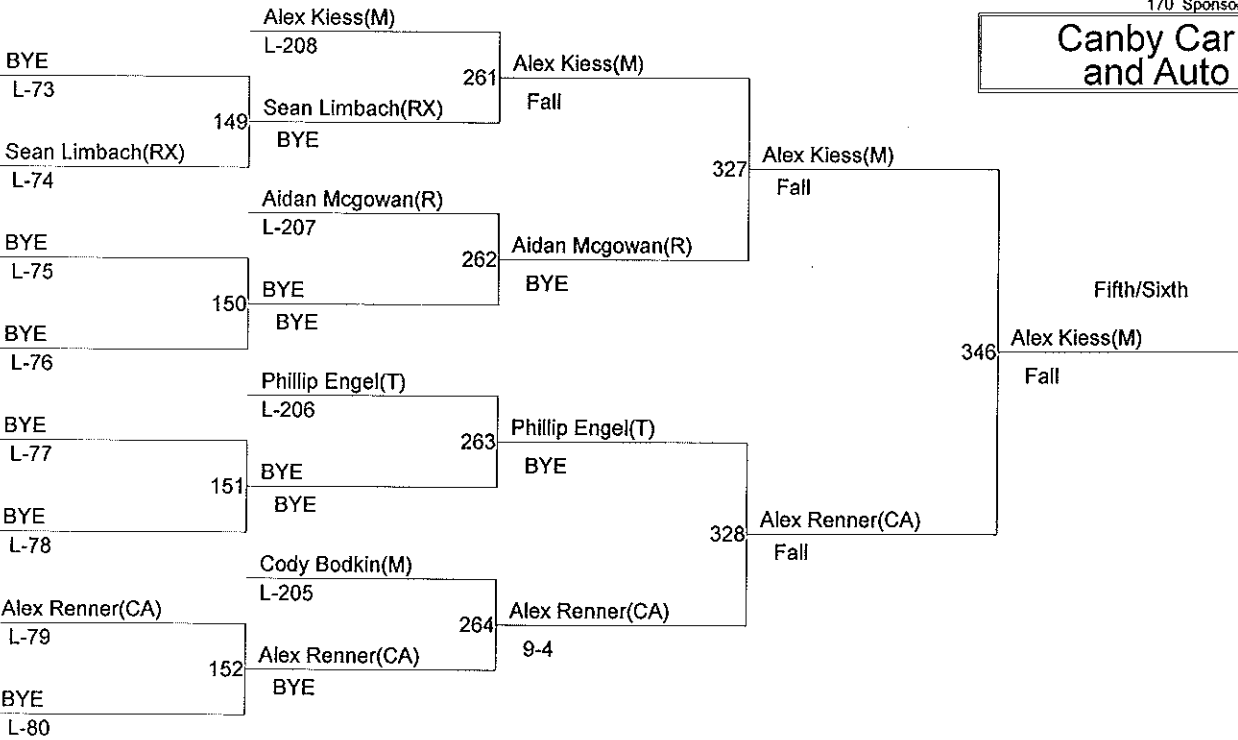 170 Sponso
Canby Car
and Auto
BYE
L-73
149
Sean Limbach(RX)
L-74
BYE
L-75
150
BYE
L-76
BYE
L-77
151
BYE
L-78
Alex Renner(CA)
L-79
152
BYE
L-80
Alex Kiess(M)
L-208
261
Sean Limbach(RX)
BYE
Aidan Mcgowan(R)
L-207
262
BYE
BYE
Phillip Engel(T)
L-206
263
BYE
BYE
Cody Bodkin(M)
L-205
264
Alex Renner(CA)
BYE
Alex Kiess(M)
Fall
327
Aidan Mcgowan(R)
BYE
Phillip Engel(T)
BYE
328
Alex Renner(CA)
9-4
Alex Kiess(M)
Fall
346
Alex Renner(CA)
Fall
Fifth/Sixth
Alex Kiess(M)
Fall